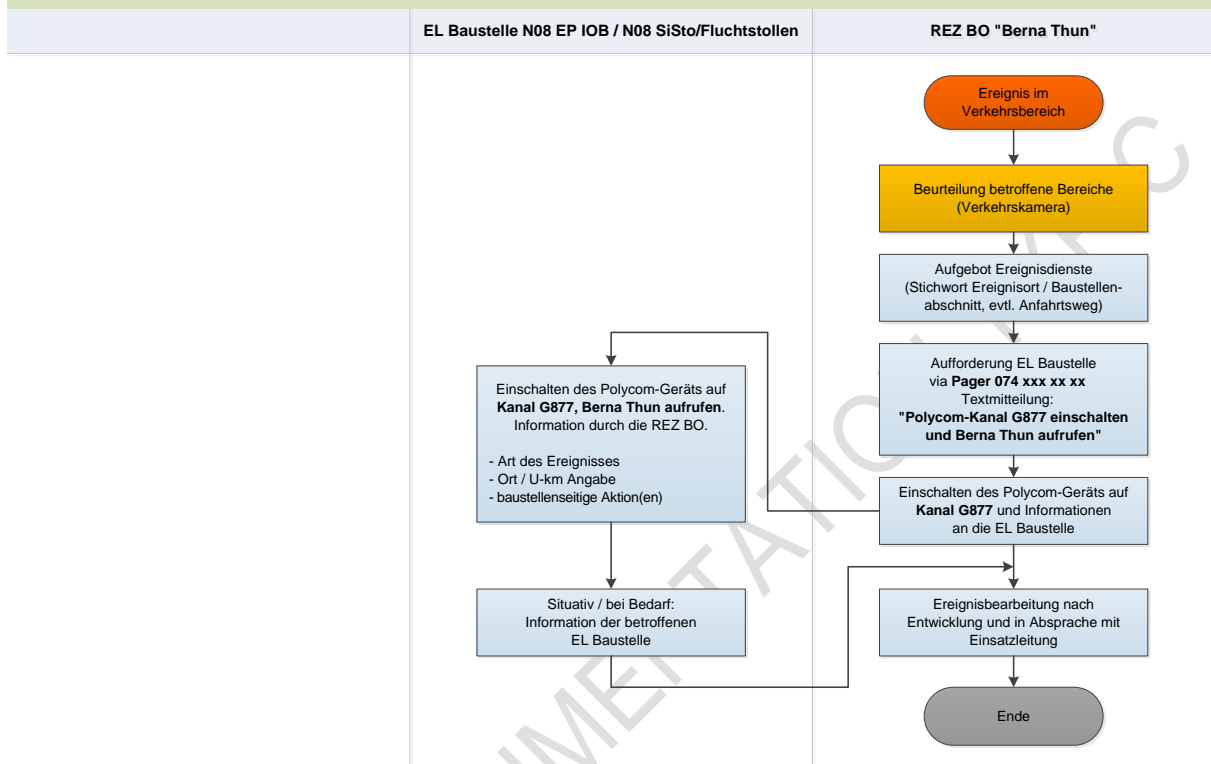 EL Baustelle N08 EP IOB / N08 SiSto/Fluchtstollen
REZ BO "Berna Thun"
Ereignis im
Verkehrsbereich
Beurteilung betroffene Bereiche
(Verkehrskamera)
Aufgebot Ereignisdienste
(Stichwort Ereignisort / Baustellen-
abschnitt, evtl. Anfahrtsweg)
Aufforderung EL Baustelle
via Pager 074 xxx xx xx
Textmitteilung:
"Polycom-Kanal G877 einschalten
und Berna Thun aufrufen"
Einschalten des Polycom-Geräts auf
Kanal G877 und Informationen
an die EL Baustelle
Einschalten des Polycom-Geräts auf
Kanal G877, Berna Thun aufrufen.
Information durch die REZ BO.
- Art des Ereignisses
- Ort / U-km Angabe
- baustellenseitige Aktion(en)
Situativ / bei Bedarf:
Information der betroffenen
EL Baustelle
Ereignisbearbeitung nach
Entwicklung und in Absprache mit
Einsatzleitung
Ende